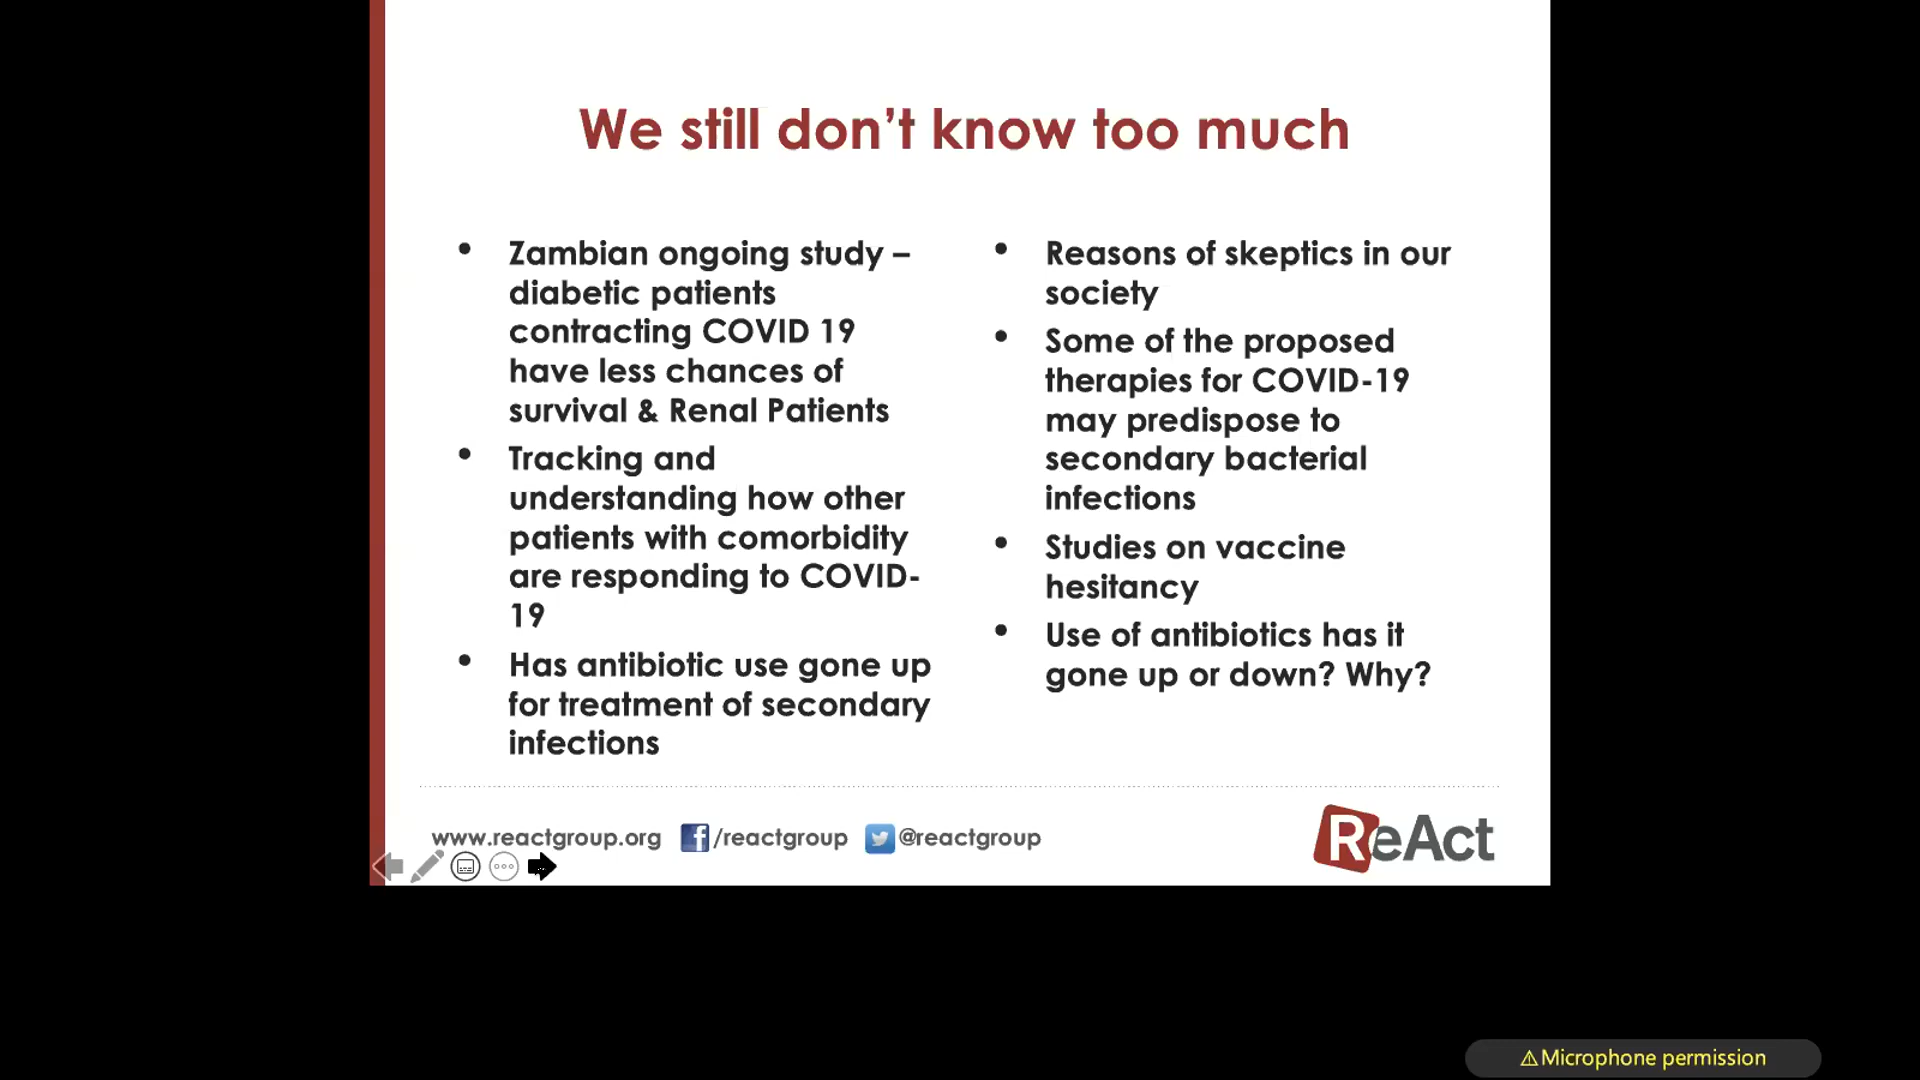 We still don’t know too much
• Zambian ongoing study –
diabetic patients
contracting COVID 19
have less chances of
survival & Renal Patients
• Tracking and
understanding how other
patients with comorbidity
are responding to COVID-
19
• Has antibiotic use gone up
for treatment of secondary
infections
• Reasons of skeptics in our
society
• Some of the proposed
therapies for COVID-19
may predispose to
secondary bacterial
infections
• Studies on vaccine
hesitancy
• Use of antibiotics has it
gone up or down? Why?
www.reactgroup.org /reactgroup @reactgroup
ReAct
Microphone permission